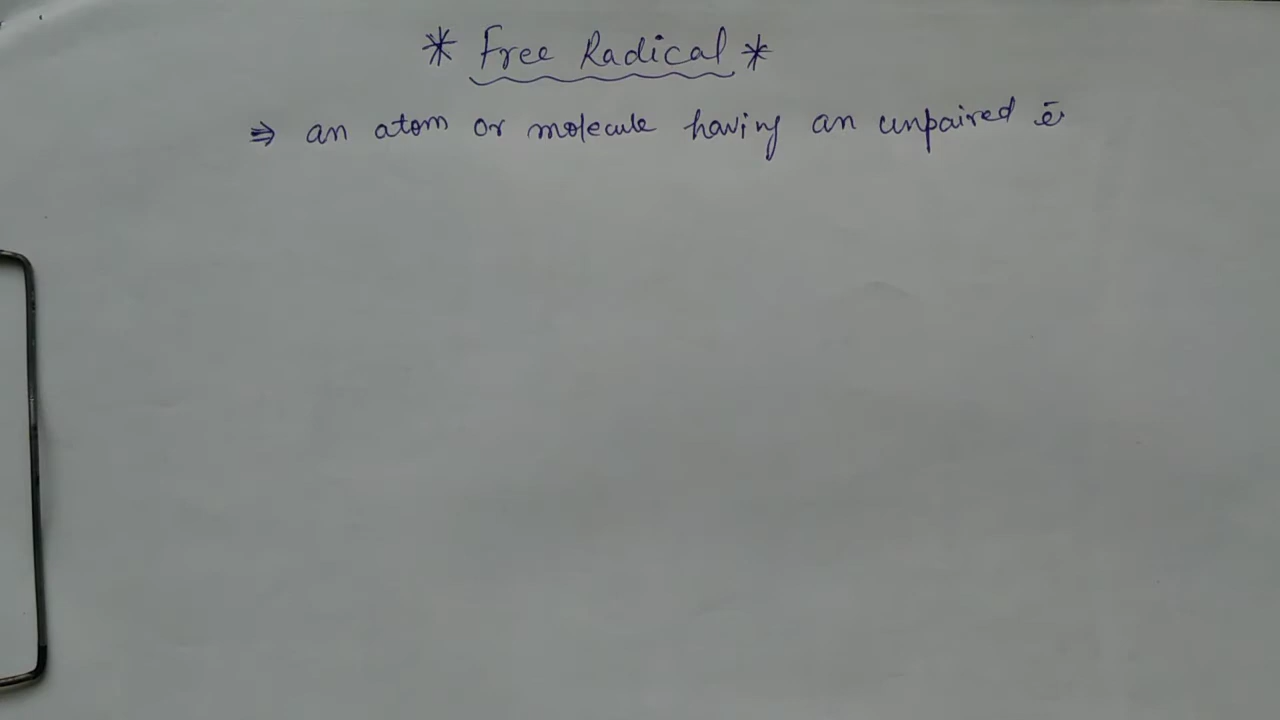 * Free Radical *
⇒ an atom or molecule having an unpaired ē